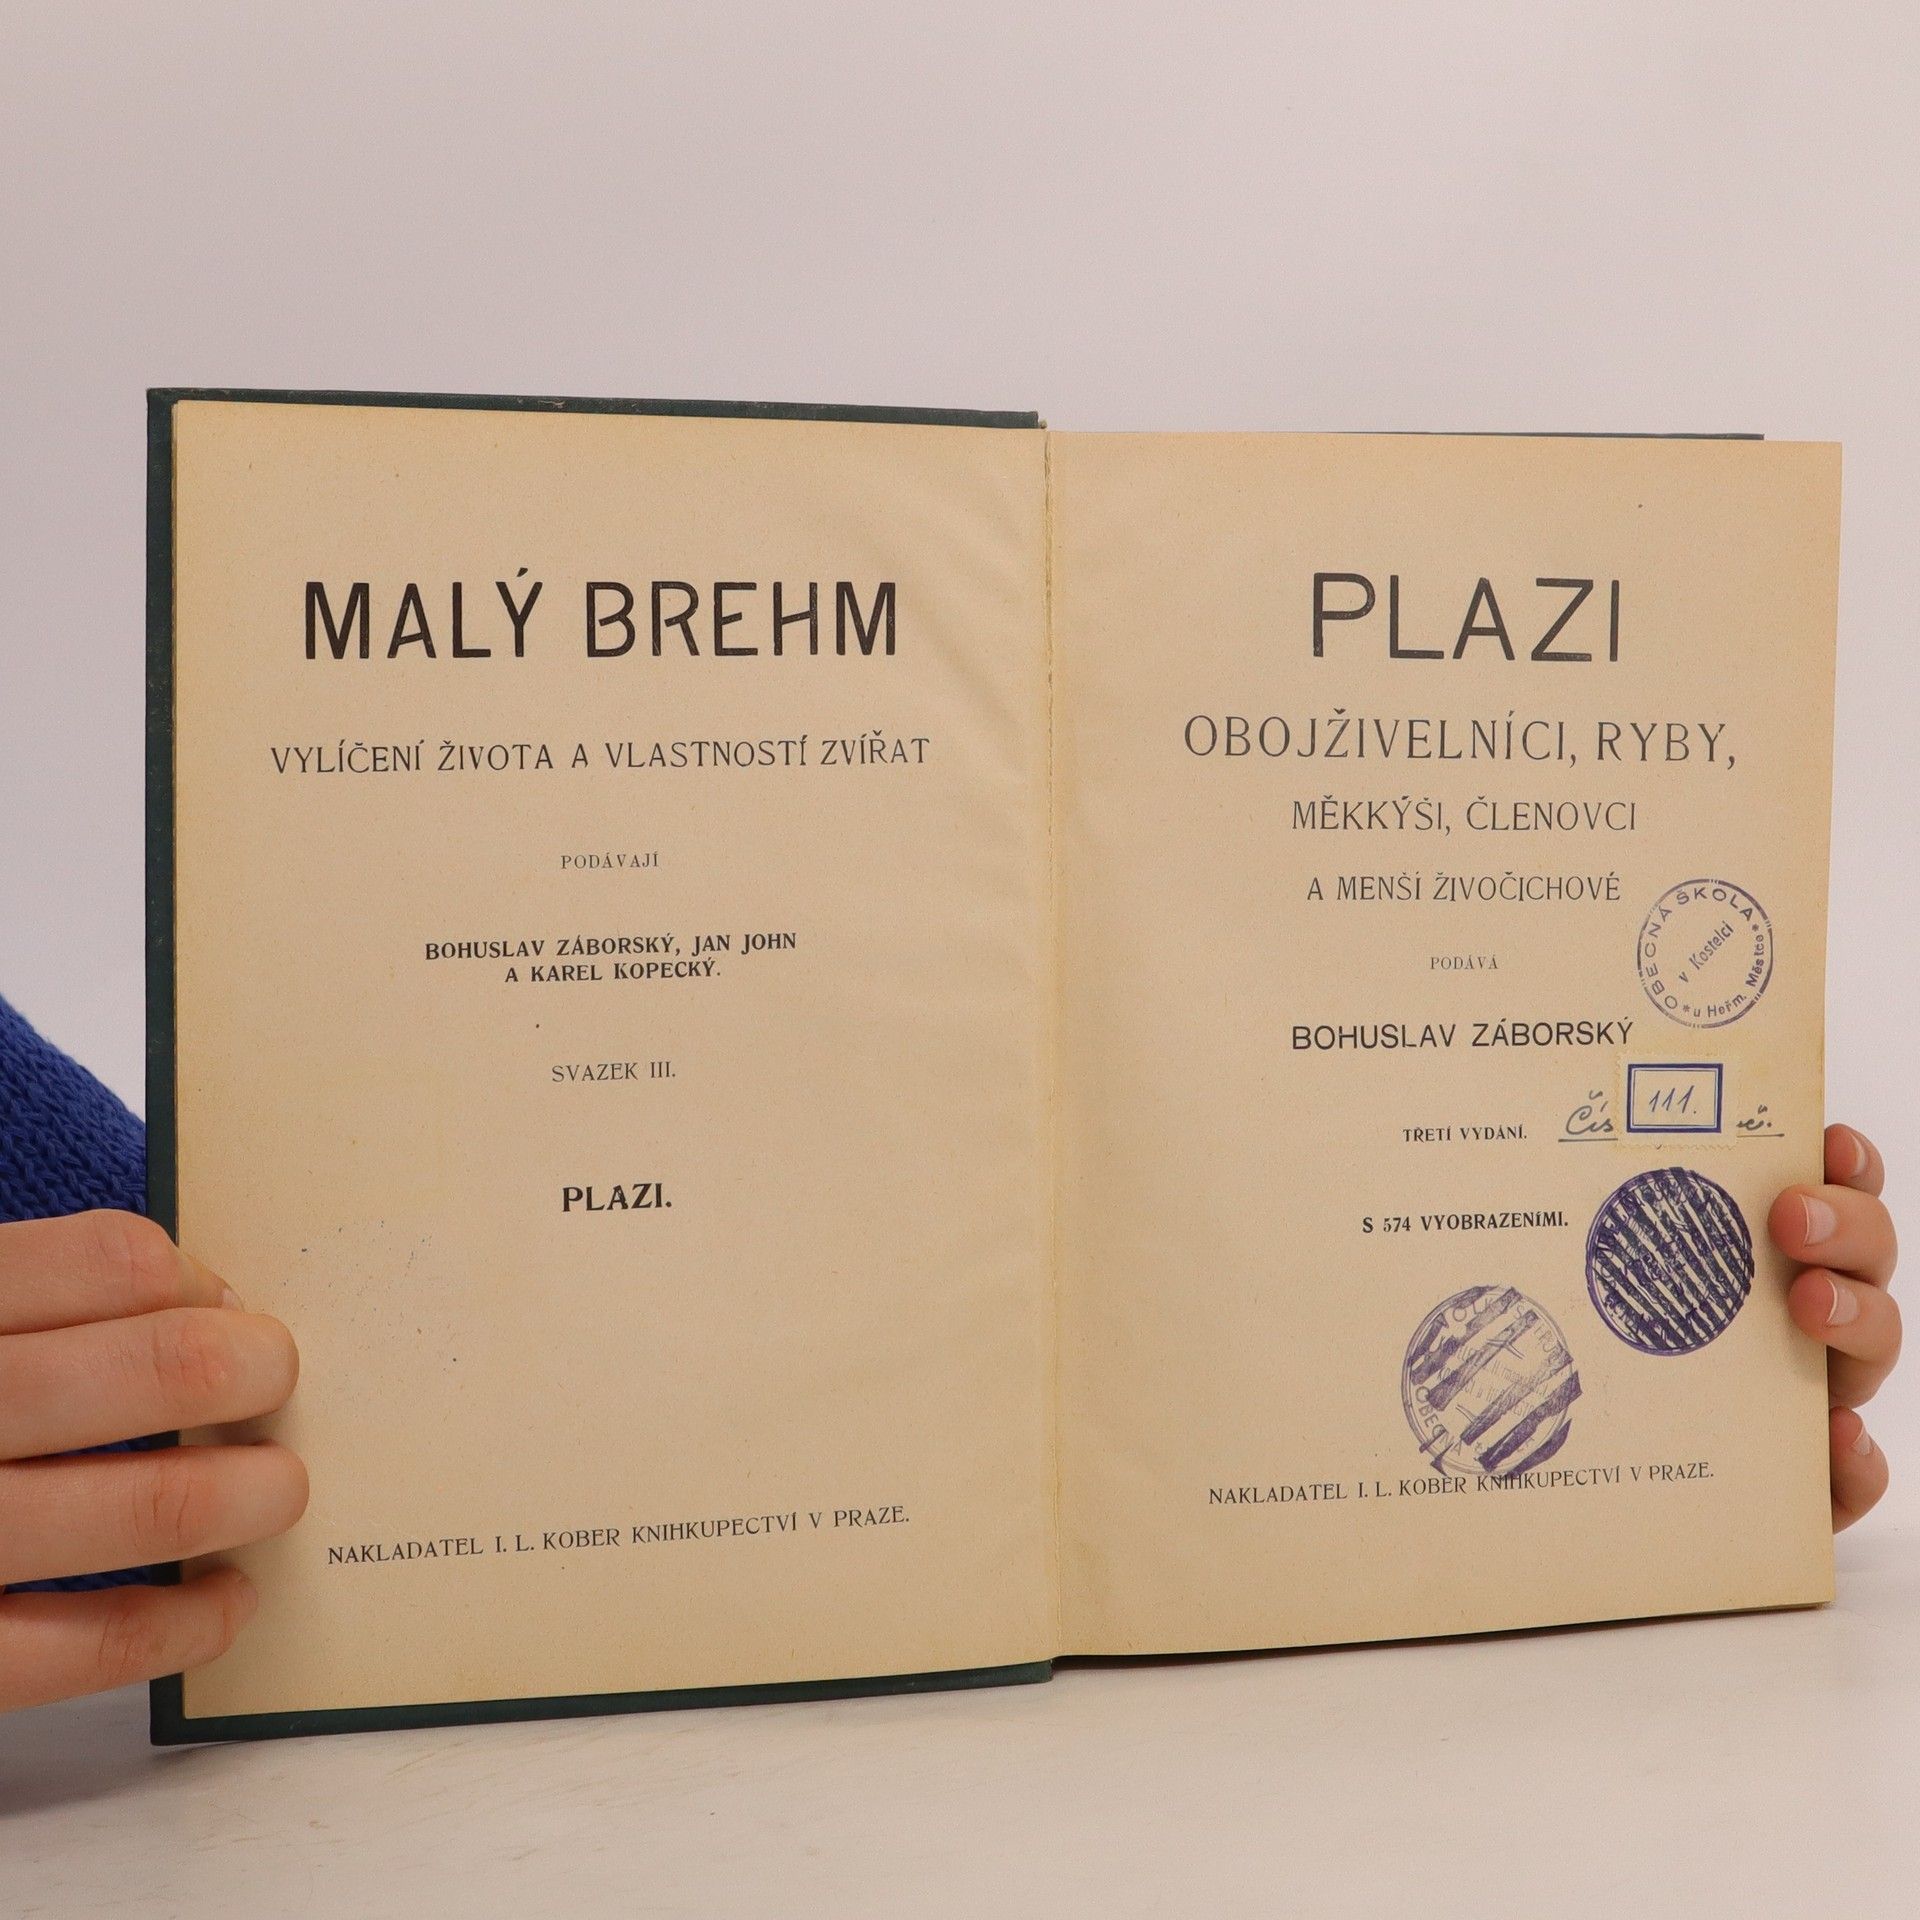 MALÝ BREHM
VYLÍČENÍ ŽIVOTA A VLASTNOSTÍ ZVÍŘAT
PODÁVAJÍ
BOHUSLAV ZÁBORSKÝ, JAN JOHN
A KAREL KOPECKÝ.
SVAZEK III.
PLAZI.
NAKLADATEL I. L. KOBER KNIHKUPECTVÍ V PRAZE.
PLAZI
OBOJŽIVELNÍCI, RYBY,
MĚKKÝŠI, ČLENOVCI
A MENŠÍ ŽIVOČICHOVÉ
OBECNÁ ŠKOLA
v Kostelci
u Heřm. Městce
PODÁVÁ
BOHUSLAV ZÁBORSKÝ
TŘETÍ VYDÁNÍ.
Čís 111.
S 574 VYOBRAZENÍMI.
OBECNÁ
NAKLADATEL I. L. KOBER KNIHKUPECTVÍ V PRAZE.